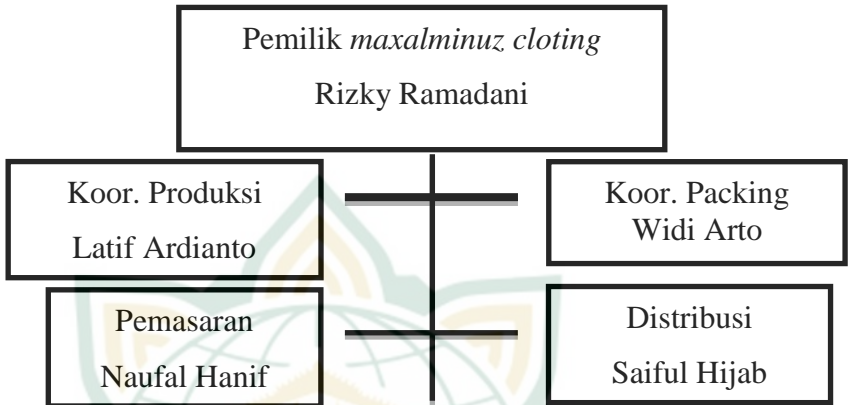 Pemilik maxalminuz cloting
Rizky Ramadani
Koor. Produksi
Latif Ardianto
Koor. Packing
Widi Arto
Pemasaran
Naufal Hanif
Distribusi
Saiful Hijab